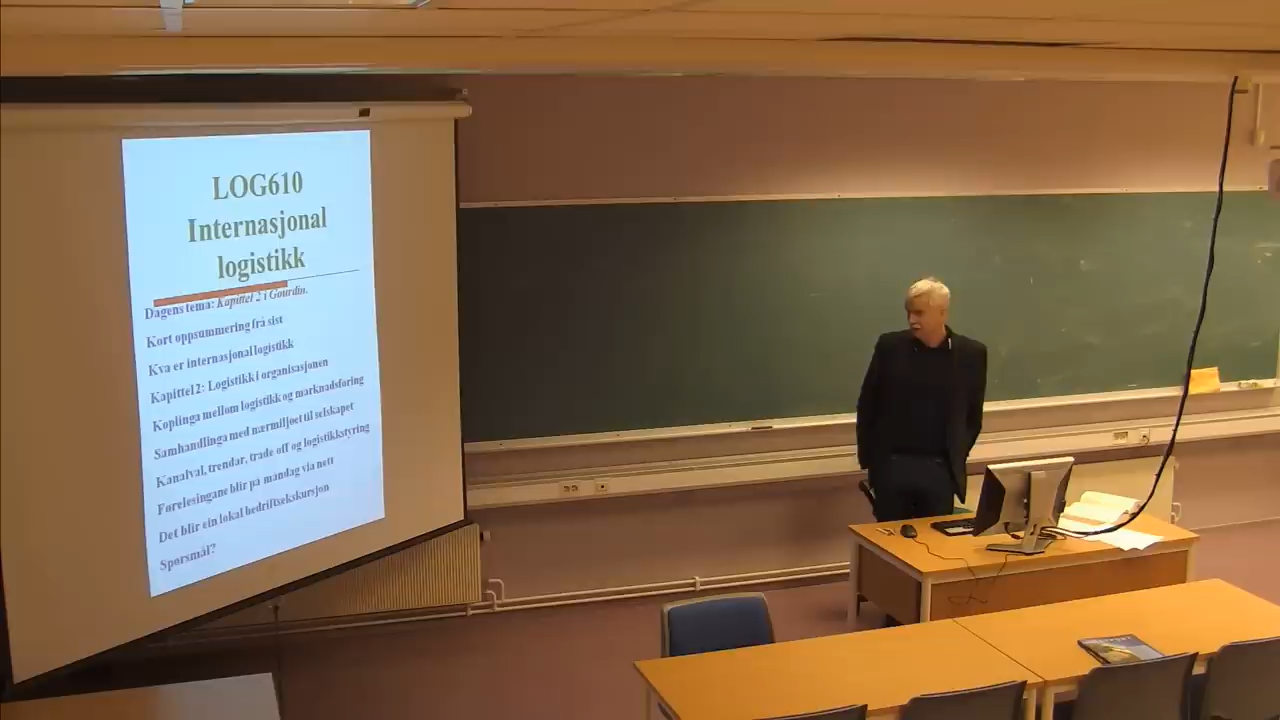 LOG610
Internasjonal
logistikk
Dagens tema: Kapittel 2 i Gourdin.
Kort oppsummering frå sist
Kva er internasjonal logistikk
Kapittel 2: Logistikk i organisasjonen
Koplinga mellom logistikk og marknadsføring
Samhandlinga med nærmiljøet til selskapet
Kanalval, trendar, trade off og logistikkstyring
Førelesingane blir på måndag via nett
Det blir ein lokal bedriftsekskursjon
Spørsmål?